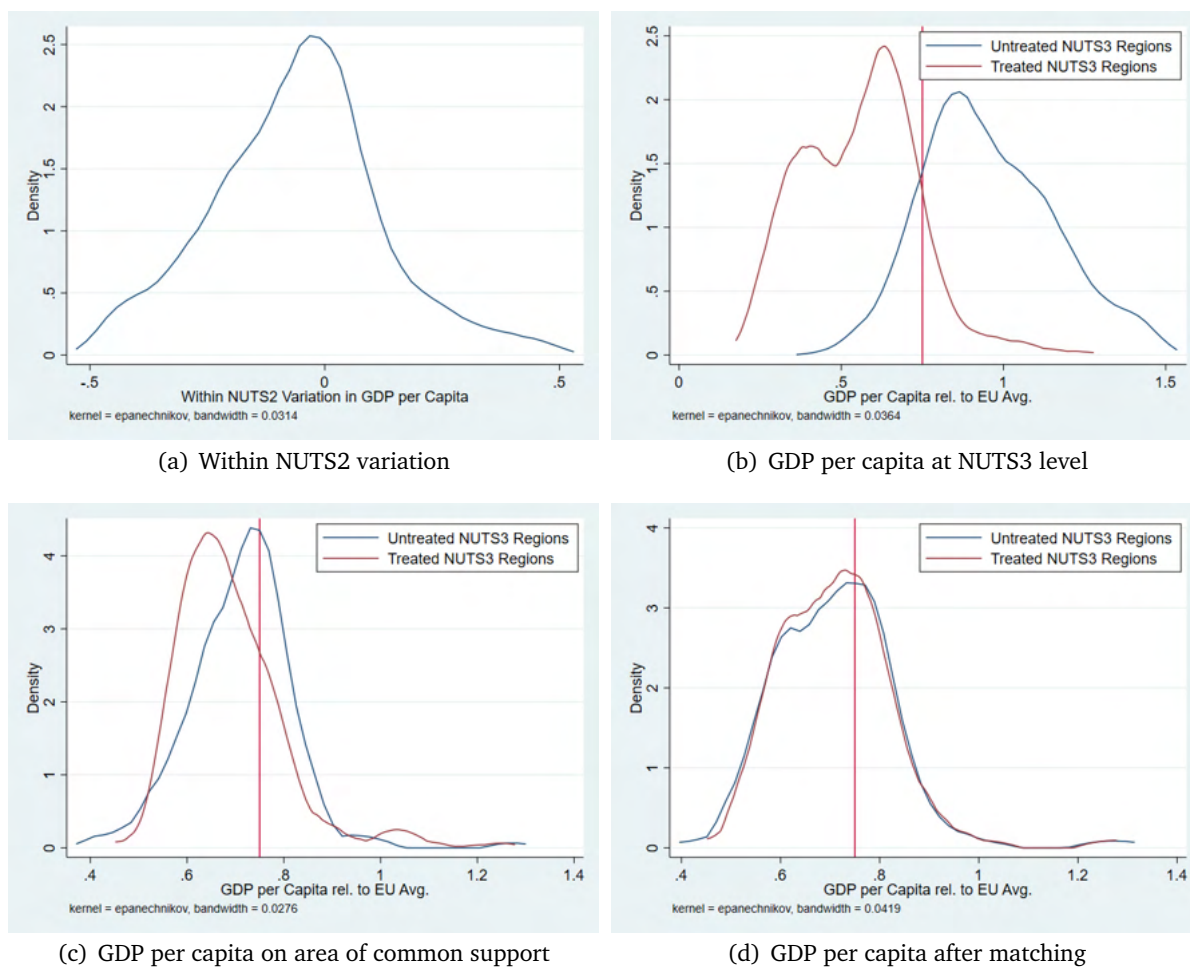 Density
0
.5
1
1.5
2
2.5
-.5
0
.5
Within NUTS2 Variation in GDP per Capita
kernel = epanechnikov, bandwidth = 0.0314
(a) Within NUTS2 variation
Untreated NUTS3 Regions
Treated NUTS3 Regions
Density
0
.5
1
1.5
2
2.5
0
.5
1
1.5
GDP per Capita rel. to EU Avg.
kernel = epanechnikov, bandwidth = 0.0364
(b) GDP per capita at NUTS3 level
Untreated NUTS3 Regions
Treated NUTS3 Regions
Density
0
1
2
3
4
.4
.6
.8
1
1.2
1.4
GDP per Capita rel. to EU Avg.
kernel = epanechnikov, bandwidth = 0.0276
(c) GDP per capita on area of common support
Untreated NUTS3 Regions
Treated NUTS3 Regions
Density
0
1
2
3
4
.4
.6
.8
1
1.2
1.4
GDP per Capita rel. to EU Avg.
kernel = epanechnikov, bandwidth = 0.0419
(d) GDP per capita after matching